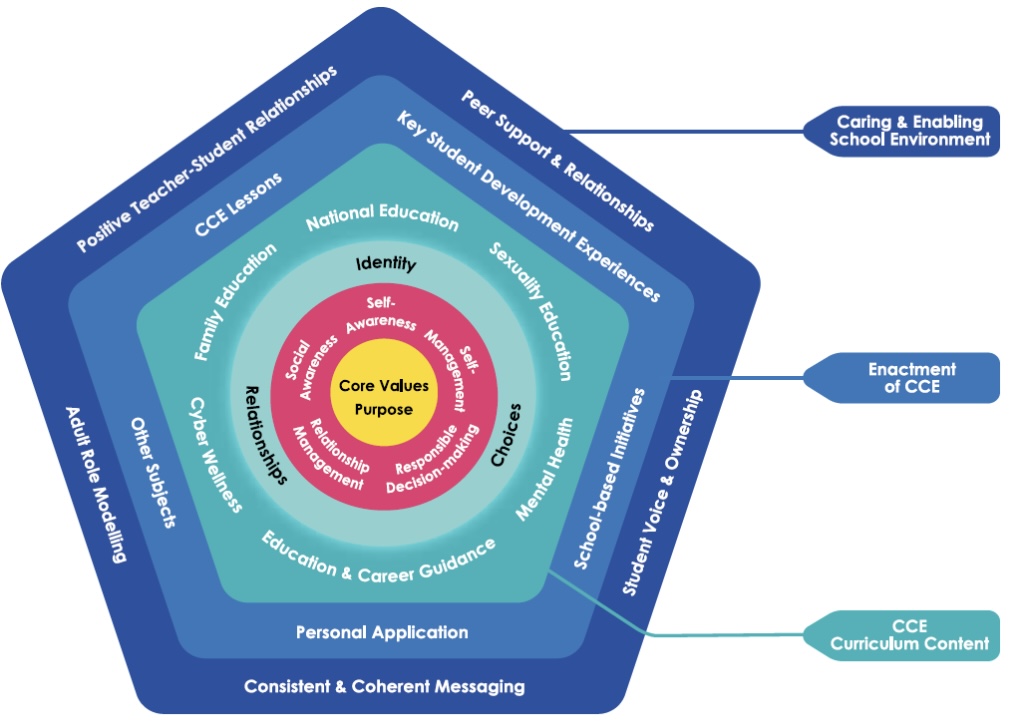 Positive Teacher-Student Relationships
Peer Support & Relationships
Student Voice & Ownership
Consistent & Coherent Messaging
Adult Role Modelling
CCE Lessons
Key Student Development Experiences
School-based Initiatives
Personal Application
Other Subjects
National Education
Sexuality Education
Mental Health
Education & Career Guidance
Cyber Wellness
Family Education
Identity
Choices
Relationships
Self-
Awareness
Self-
Management
Responsible
Decision-making
Relationship
Management
Social
Awareness
Core Values
Purpose
Caring & Enabling
School Environment
Enactment
of CCE
CCE
Curriculum Content